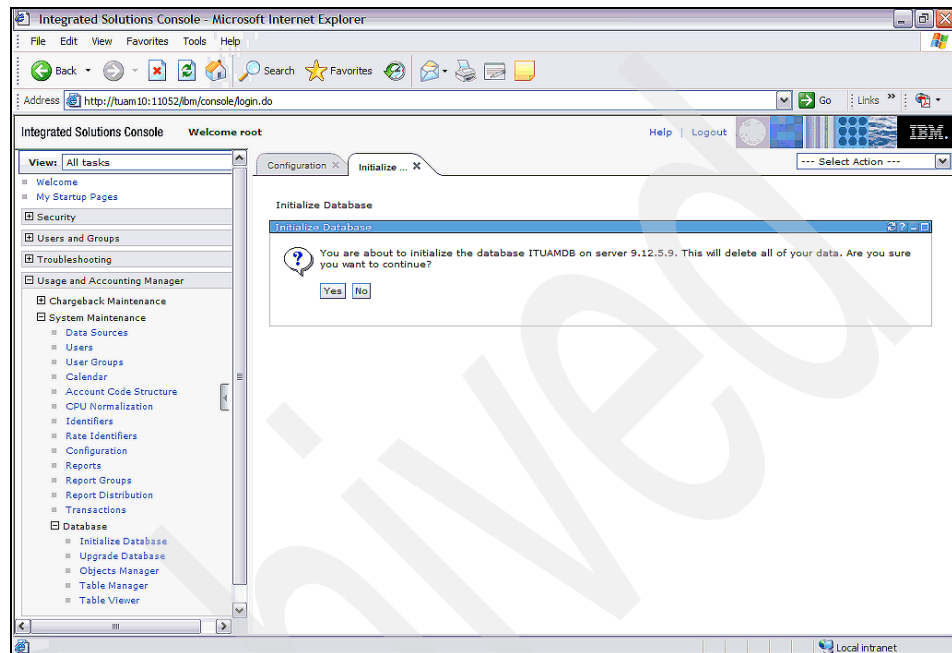 Integrated Solutions Console - Microsoft Internet Explorer
File Edit View Favorites Tools Help
Back Search Favorites
Address http://tuam10:11052/ibm/console/login.do Go Links »
Integrated Solutions Console Welcome root Help | Logout IBM.
View: All tasks
Configuration Initialize ... --- Select Action ---
Welcome
My Startup Pages
Security
Users and Groups
Troubleshooting
Usage and Accounting Manager
Chargeback Maintenance
System Maintenance
Data Sources
Users
User Groups
Calendar
Account Code Structure
CPU Normalization
Identifiers
Rate Identifiers
Configuration
Reports
Report Groups
Report Distribution
Transactions
Database
Initialize Database
Upgrade Database
Objects Manager
Table Manager
Table Viewer
Initialize Database
Initialize Database
You are about to initialize the database ITUAMDB on server 9.12.5.9. This will delete all of your data. Are you sure
you want to continue?
Yes No
Local intranet
hived